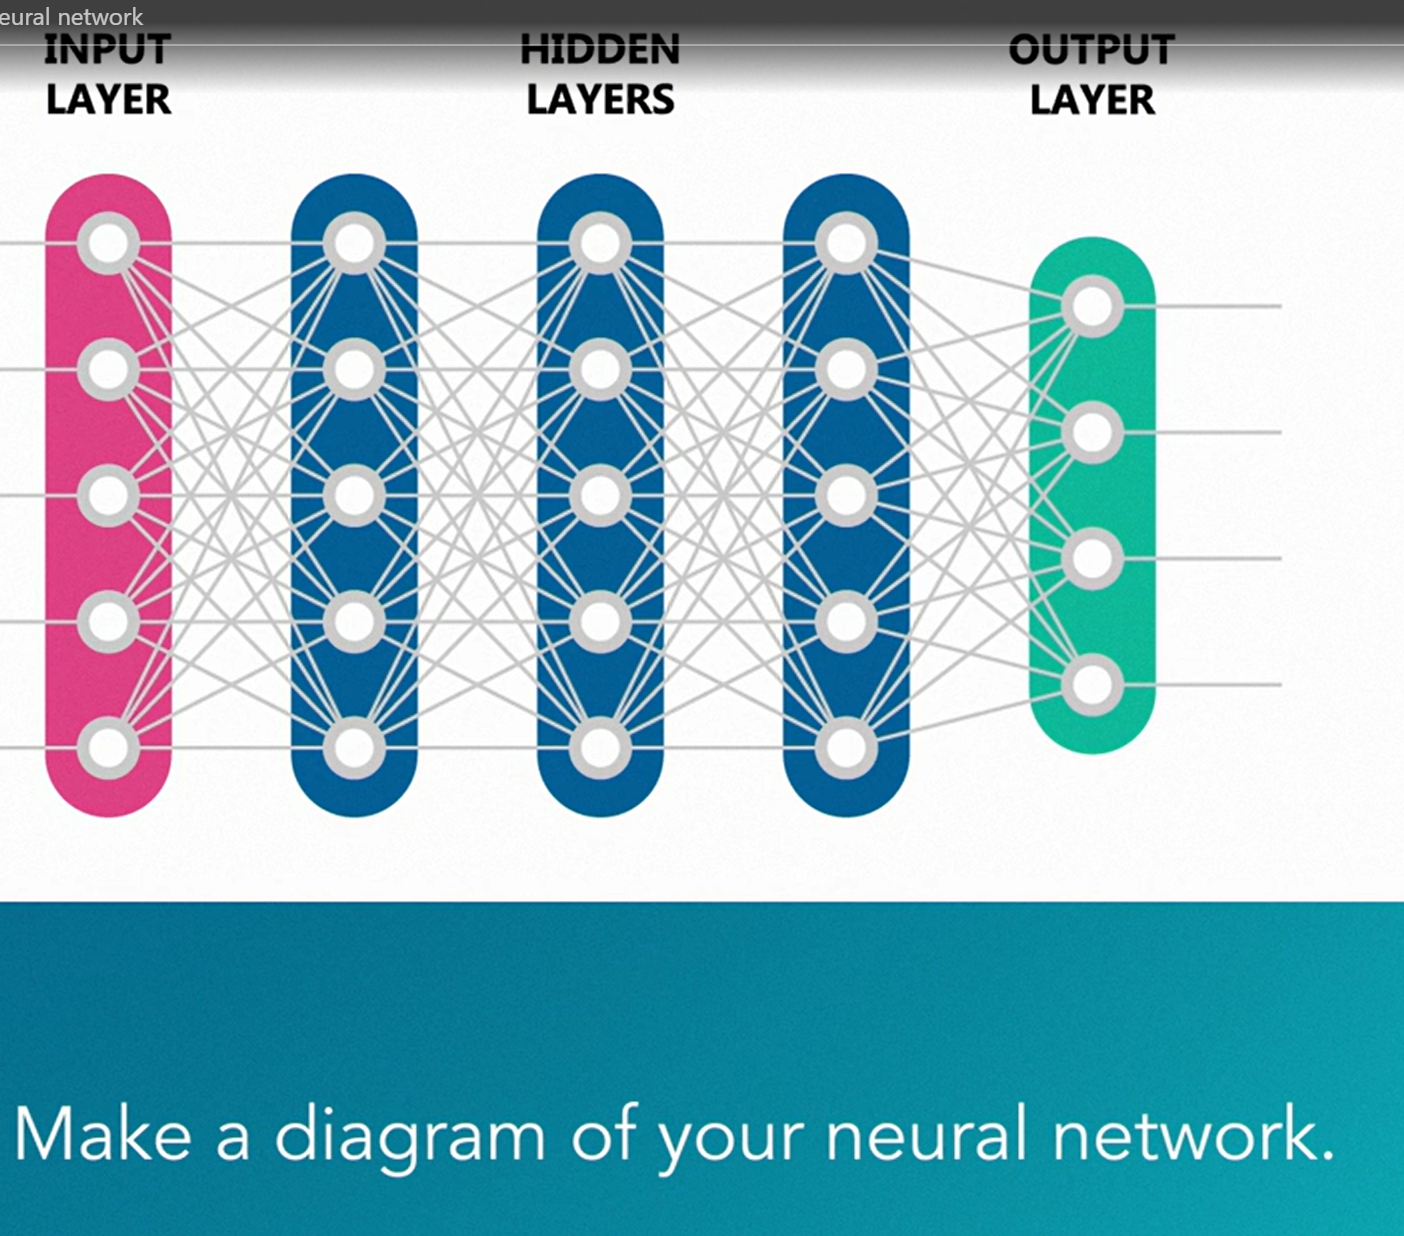 eural network
INPUT
LAYER
HIDDEN
LAYERS
OUTPUT
LAYER
Make a diagram of your neural network.